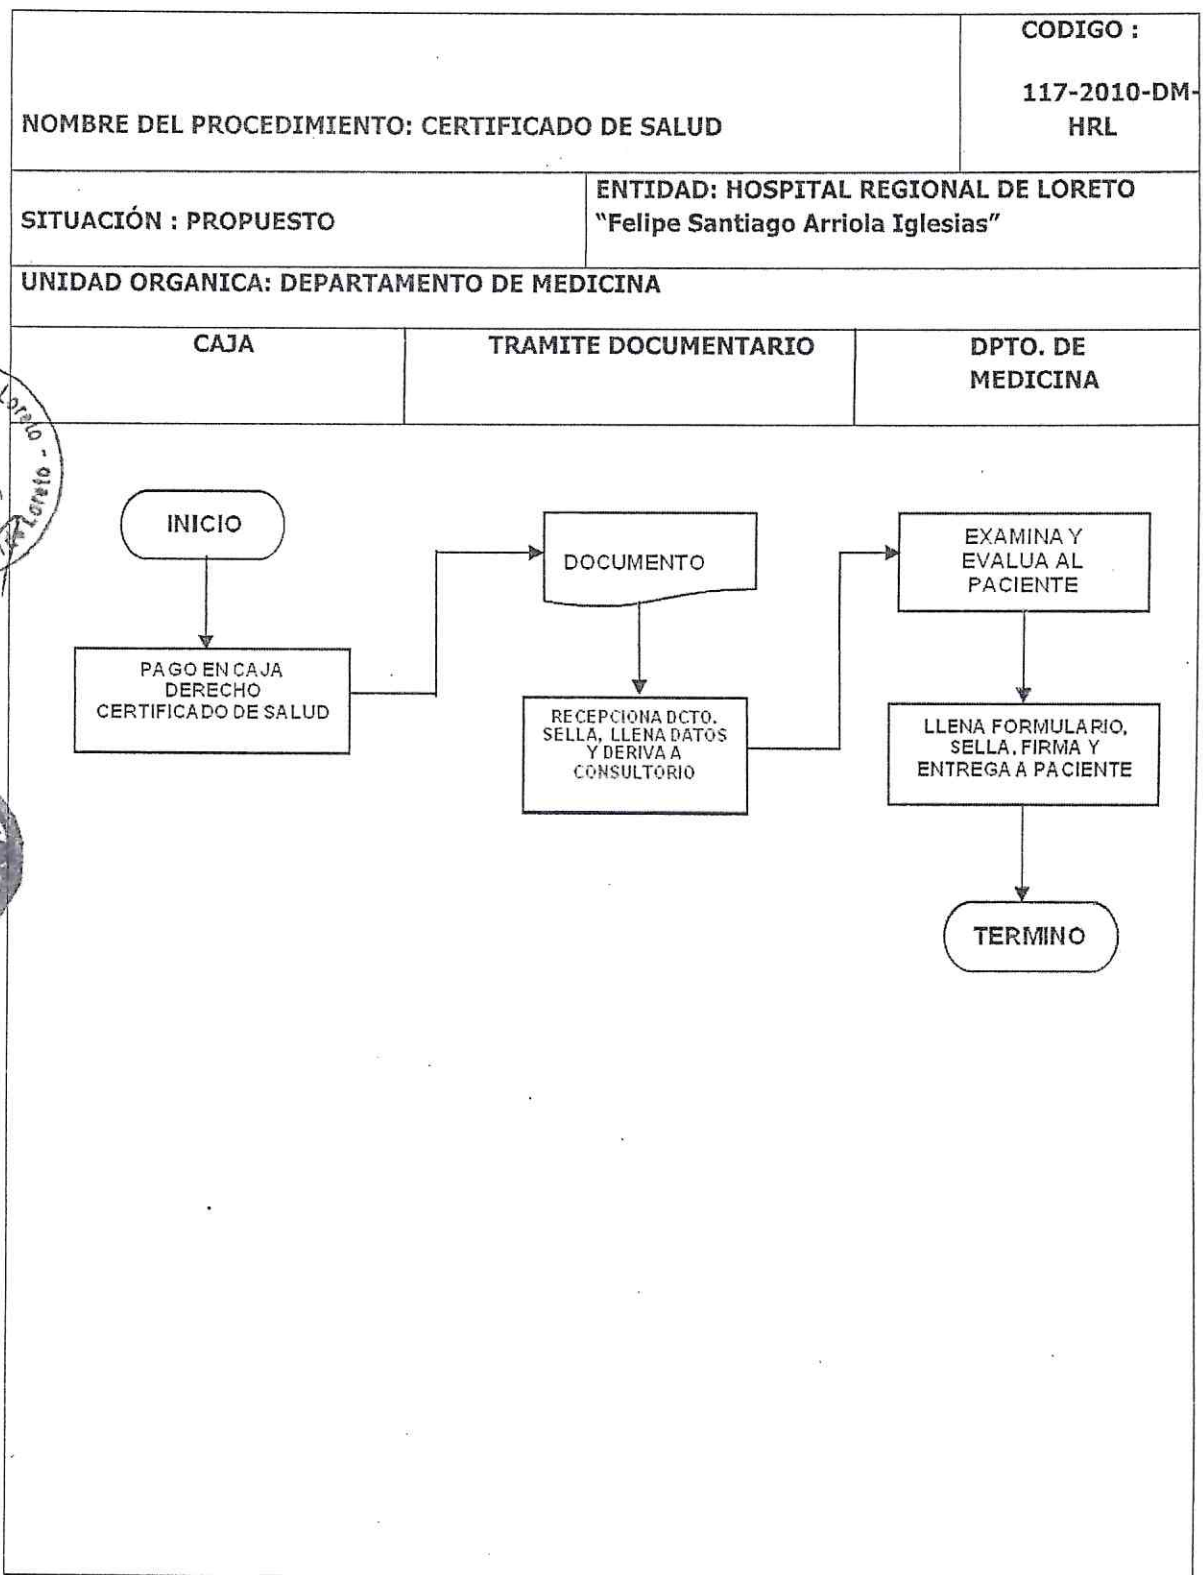 CODIGO :
117-2010-DM-
NOMBRE DEL PROCEDIMIENTO: CERTIFICADO DE SALUD
HRL
SITUACIÓN : PROPUESTO
ENTIDAD: HOSPITAL REGIONAL DE LORETO
“Felipe Santiago Arriola Iglesias”
UNIDAD ORGANICA: DEPARTAMENTO DE MEDICINA
CAJA
TRAMITE DOCUMENTARIO
DPTO. DE
MEDICINA
Loreto -
Loreto
INICIO
PAGO EN CAJA
DERECHO
CERTIFICADO DE SALUD
DOCUMENTO
RECEPCIONA DCTO.
SELLA, LLENA DATOS
Y DERIVA A
CONSULTORIO
EXAMINA Y
EVALUA AL
PACIENTE
LLENA FORMULARIO,
SELLA, FIRMA Y
ENTREGA A PACIENTE
TERMINO